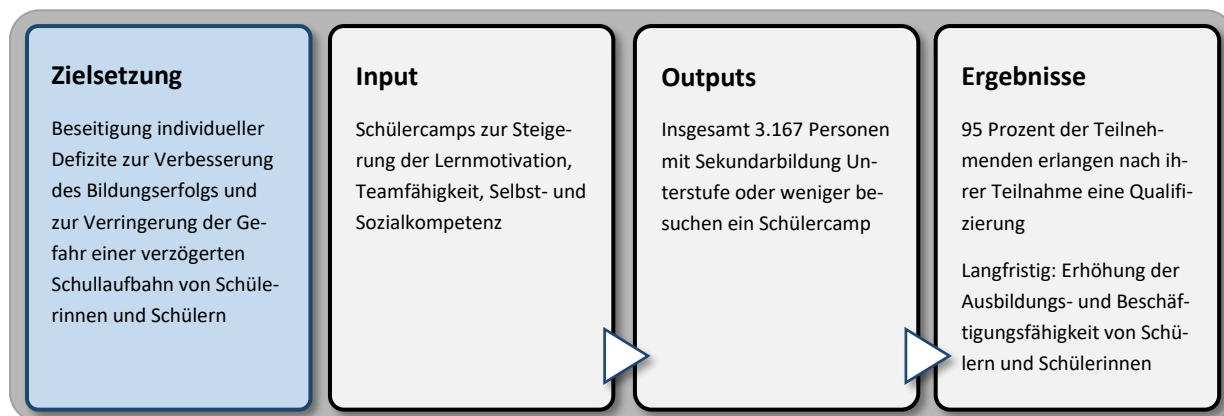 Zielsetzung
Beseitigung individueller
Defizite zur Verbesserung
des Bildungserfolgs und
zur Verringerung der Ge-
fahr einer verzögerten
Schullaufbahn von Schüle-
rinnen und Schülern
Input
Schülercamps zur Steige-
rung der Lernmotivation,
Teamfähigkeit, Selbst- und
Sozialkompetenz
Outputs
Insgesamt 3.167 Personen
mit Sekundarbildung Un-
terstufe oder weniger be-
suchen ein Schülercamp
Ergebnisse
95 Prozent der Teilneh-
menden erlangen nach ih-
rer Teilnahme eine Qualifi-
zierung
Langfristig: Erhöhung der
Ausbildungs- und Beschäf-
tigungsfähigkeit von Schü-
lern und Schülerinnen